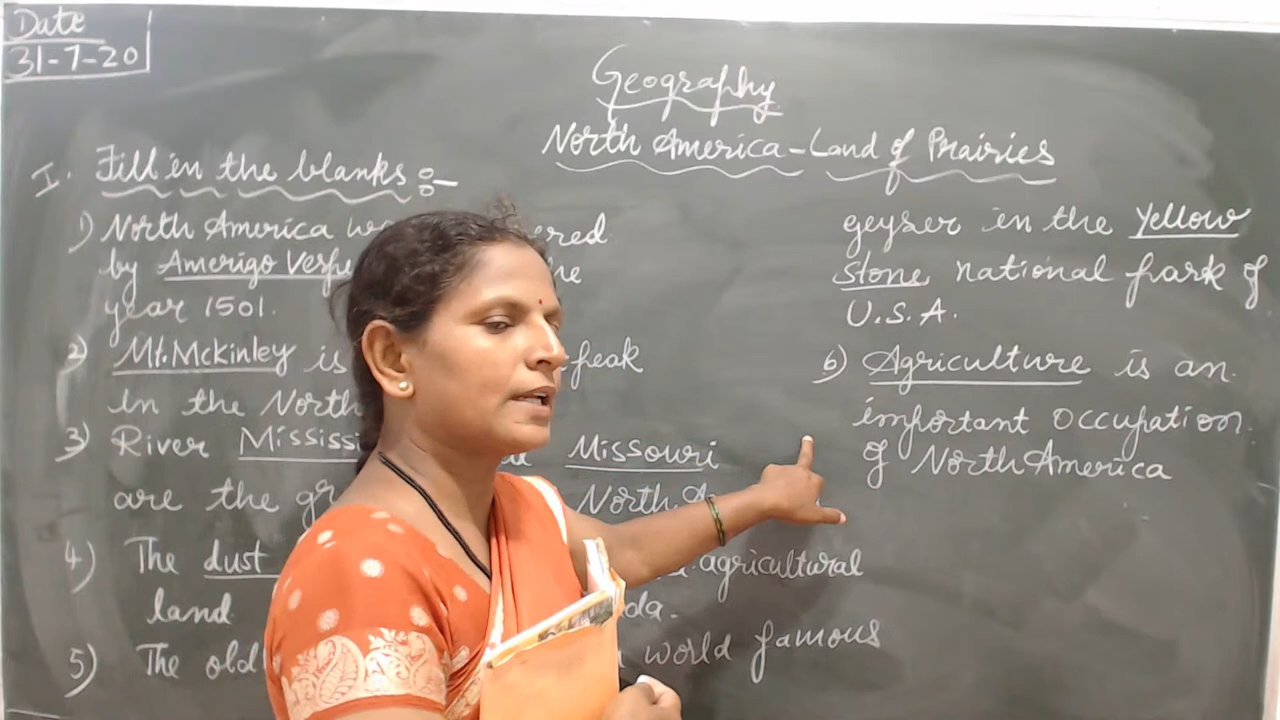 Date
31-7-20
Geography
North America - Land of Prairies
I. Fill in the blanks :-
1) North America
by Amerigo
year 1501.
2) Mt. Mckinley is peak
in the North
3) River Missouri
are the North
4) The dust agricultural
land
5) The old world famous
geyser in the Yellow
stone national park of
U.S.A.
6) Agriculture is an
important occupation
of North America